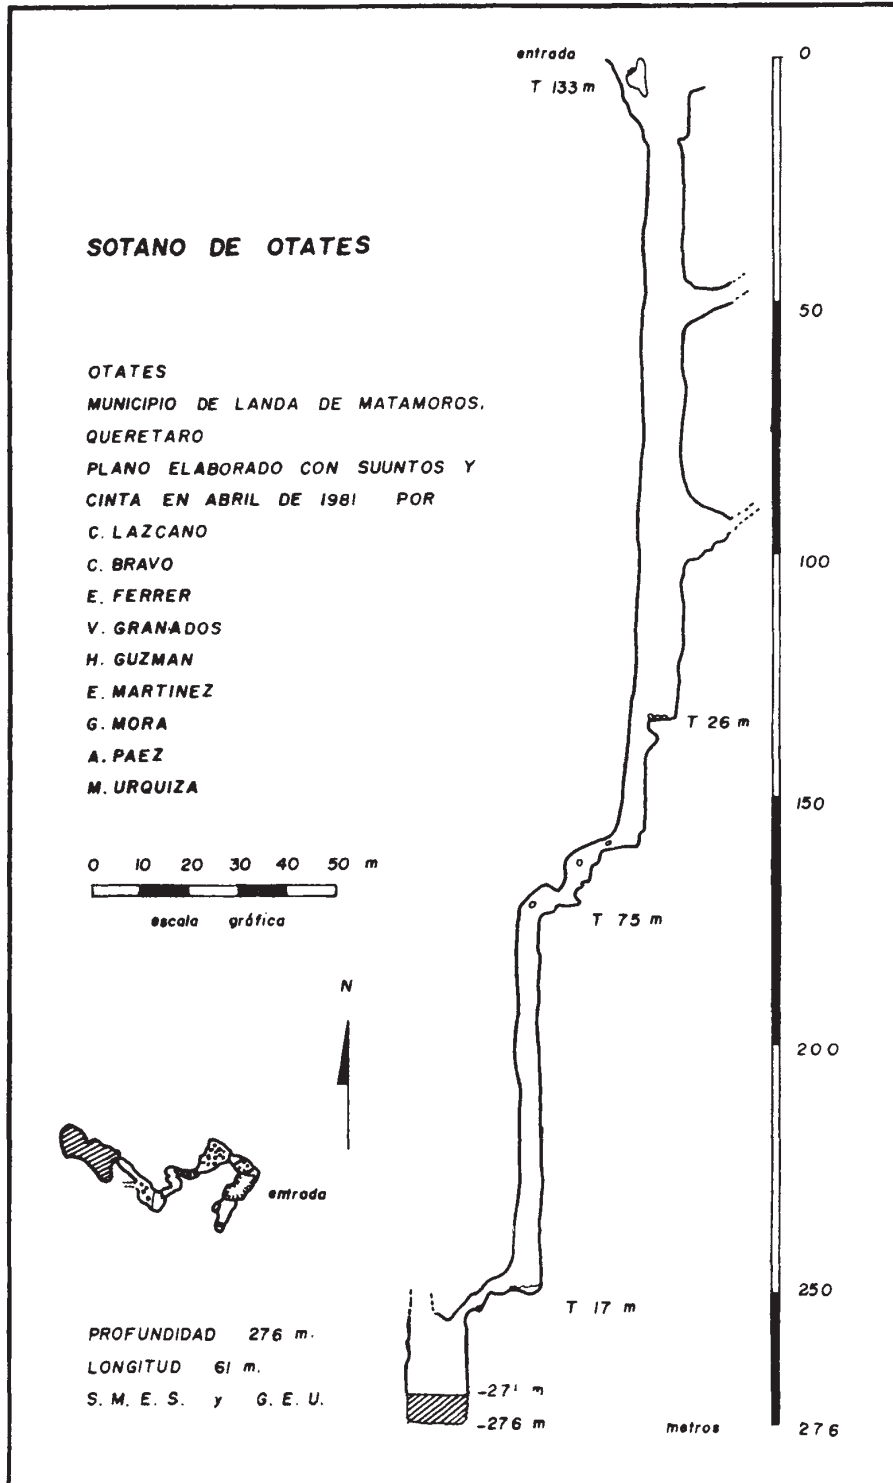 entrada
T 133 m
0
SOTANO DE OTATES
50
OTATES
MUNICIPIO DE LANDA DE MATAMOROS,
QUERETARO
PLANO ELABORADO CON SUUNTOS Y
CINTA EN ABRIL DE 1981 POR
C. LAZCANO
C. BRAVO
E. FERRER
V. GRANADOS
H. GUZMAN
E. MARTINEZ
G. MORA
A. PAEZ
M. URQUIZA
100
T 26 m
150
0 10 20 30 40 50 m
escala gráfica
T 75 m
N
200
entrada
250
T 17 m
PROFUNDIDAD 276 m.
LONGITUD 61 m.
S. M. E. S. y G. E. U.
-271 m
-276 m
metros
276